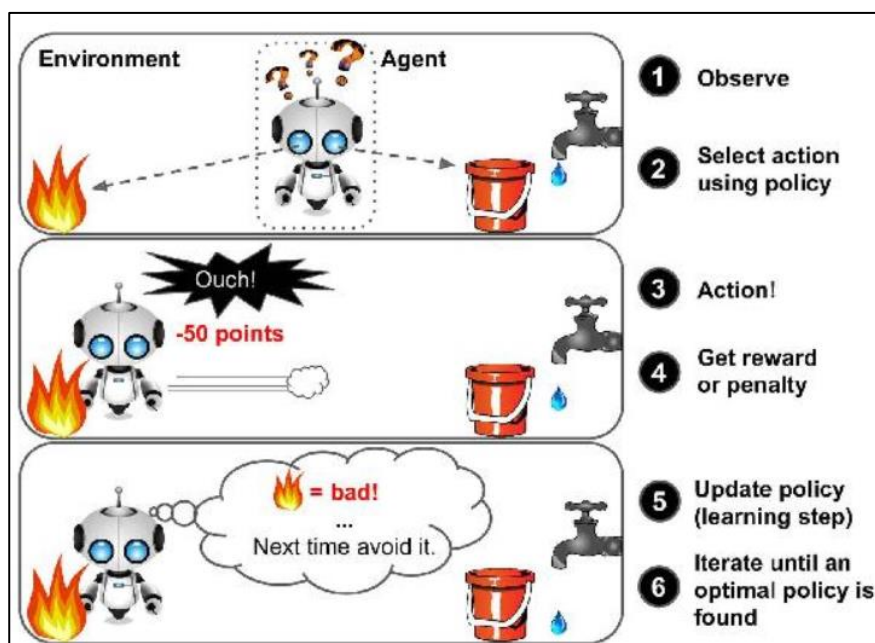 Environment
Agent
? ? ?
1 Observe
2 Select action
using policy
Ouch!
-50 points
3 Action!
4 Get reward
or penalty
= bad!
...
Next time avoid it.
5 Update policy
(learning step)
6 Iterate until an
optimal policy is
found